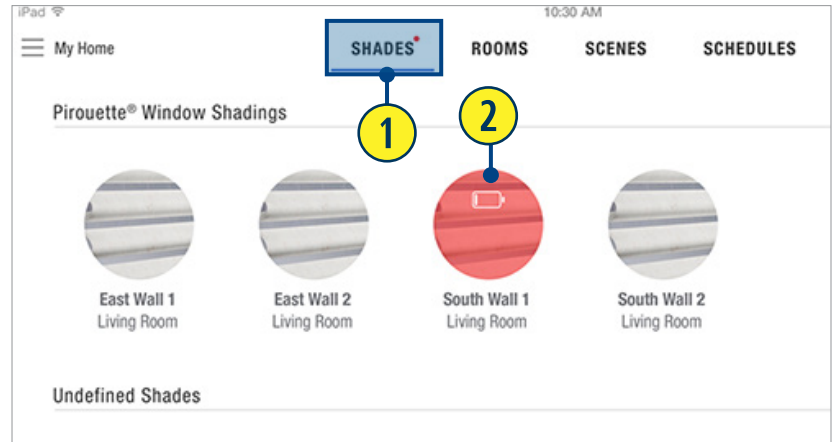 iPad 10:30 AM
My Home SHADES ROOMS SCENES SCHEDULES
1 2
Pirouette® Window Shadings
East Wall 1 East Wall 2 South Wall 1 South Wall 2
Living Room Living Room Living Room Living Room
Undefined Shades